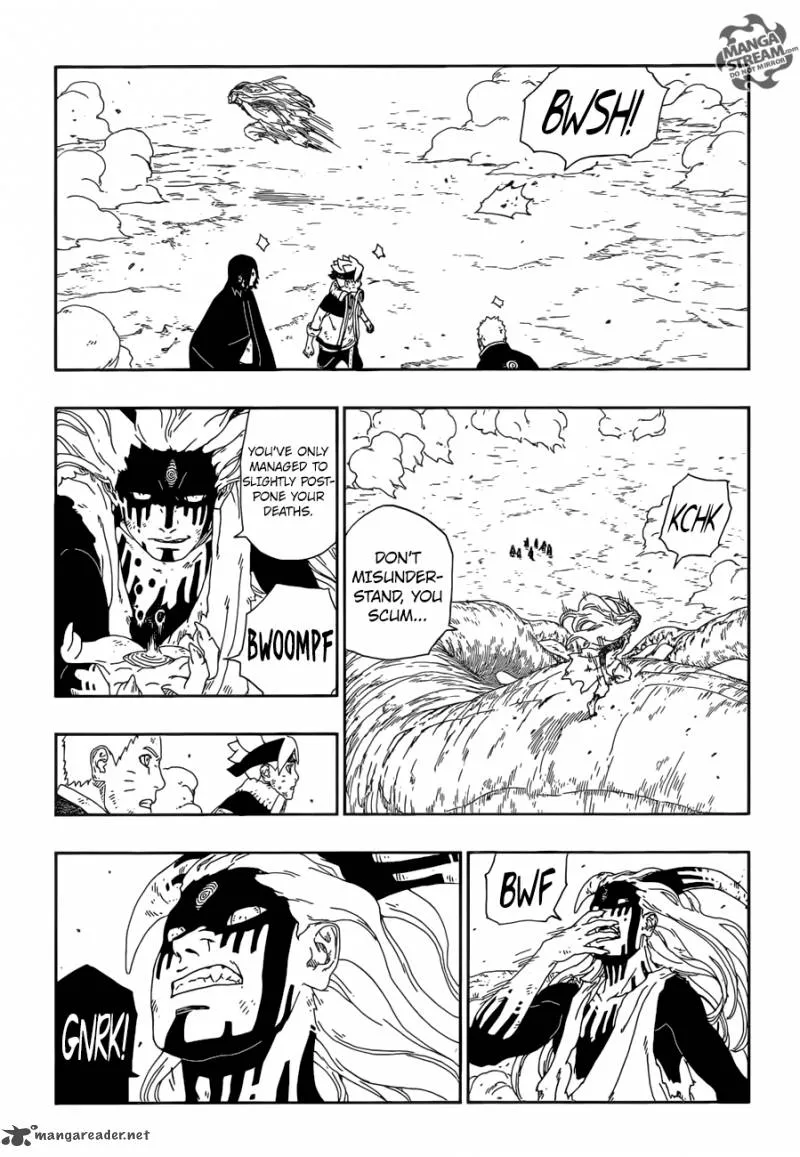 MANGA
STREAM
DO NOT MIRROR
BWSH!
KCHK
DON'T
MISUNDER-
STAND, YOU
SCUM...
YOU'VE ONLY
MANAGED TO
SLIGHTLY POST-
PONE YOUR
DEATHS.
BWOOMPF
BWF
GNRK!
mangareader.net